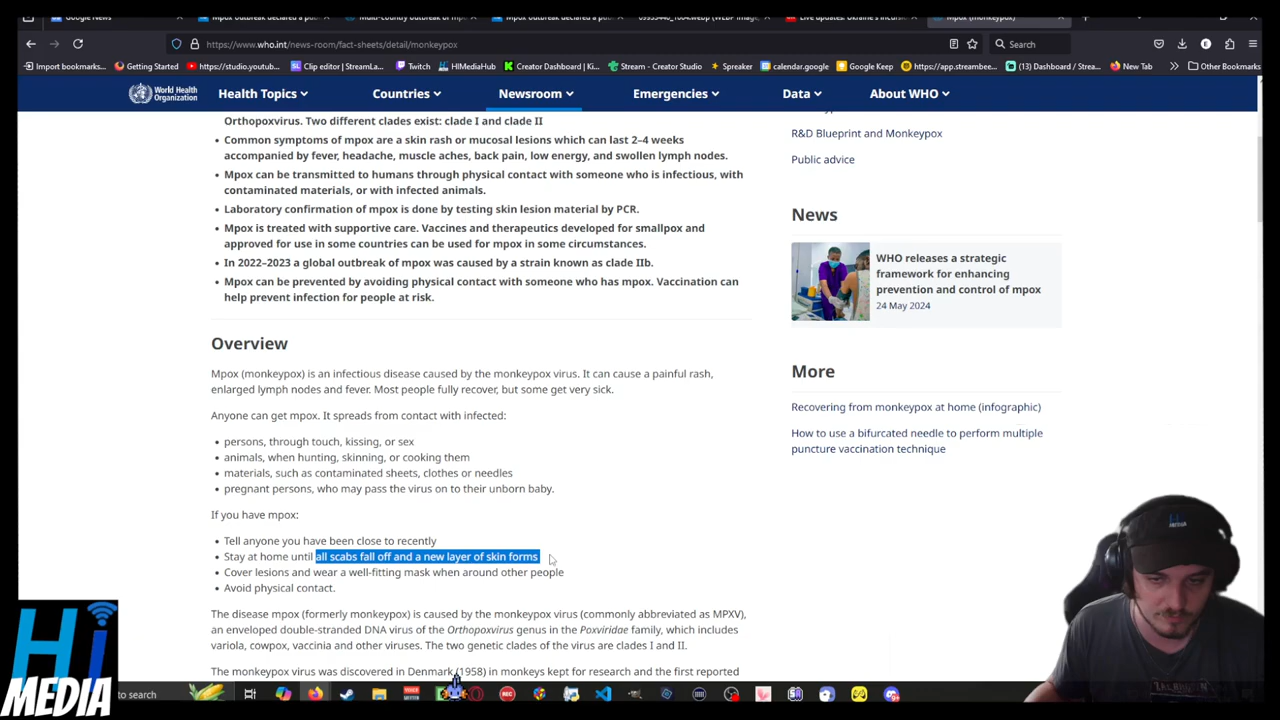 Google News
Mpox outbreak declared a pu
Multi-country outbreak of m
Mpox outbreak declared a pu
Live updates: Ukraine's incursi
Mpox (monkeypox)
https://www.who.int/news-room/fact-sheets/detail/monkeypox
Search
Import bookmarks...
Getting Started
https://studio.youtub...
Clip editor | StreamLa...
Twitch
HIMediaHub
Creator Dashboard | Ki...
Stream - Creator Studio
Spreaker
calendar.google
Google Keep
https://app.streambee...
(13) Dashboard / Strea...
New Tab
Other Bookmarks
World Health
Organization
Health Topics
Countries
Newsroom
Emergencies
Data
About WHO
Orthopoxvirus. Two different clades exist: clade I and clade II
• Common symptoms of mpox are a skin rash or mucosal lesions which can last 2–4 weeks
accompanied by fever, headache, muscle aches, back pain, low energy, and swollen lymph nodes.
• Mpox can be transmitted to humans through physical contact with someone who is infectious, with
contaminated materials, or with infected animals.
• Laboratory confirmation of mpox is done by testing skin lesion material by PCR.
• Mpox is treated with supportive care. Vaccines and therapeutics developed for smallpox and
approved for use in some countries can be used for mpox in some circumstances.
• In 2022–2023 a global outbreak of mpox was caused by a strain known as clade IIb.
• Mpox can be prevented by avoiding physical contact with someone who has mpox. Vaccination can
help prevent infection for people at risk.
Overview
Mpox (monkeypox) is an infectious disease caused by the monkeypox virus. It can cause a painful rash,
enlarged lymph nodes and fever. Most people fully recover, but some get very sick.
Anyone can get mpox. It spreads from contact with infected:
• persons, through touch, kissing, or sex
• animals, when hunting, skinning, or cooking them
• materials, such as contaminated sheets, clothes or needles
• pregnant persons, who may pass the virus on to their unborn baby.
If you have mpox:
• Tell anyone you have been close to recently
• Stay at home until all scabs fall off and a new layer of skin forms
• Cover lesions and wear a well-fitting mask when around other people
• Avoid physical contact.
The disease mpox (formerly monkeypox) is caused by the monkeypox virus (commonly abbreviated as MPXV),
an enveloped double-stranded DNA virus of the Orthopoxvirus genus in the Poxviridae family, which includes
variola, cowpox, vaccinia and other viruses. The two genetic clades of the virus are clades I and II.
The monkeypox virus was discovered in Denmark (1958) in monkeys kept for research and the first reported
R&D Blueprint and Monkeypox
Public advice
News
WHO releases a strategic
framework for enhancing
prevention and control of mpox
24 May 2024
More
Recovering from monkeypox at home (infographic)
How to use a bifurcated needle to perform multiple
puncture vaccination technique
Hi
MEDIA
to search
REC